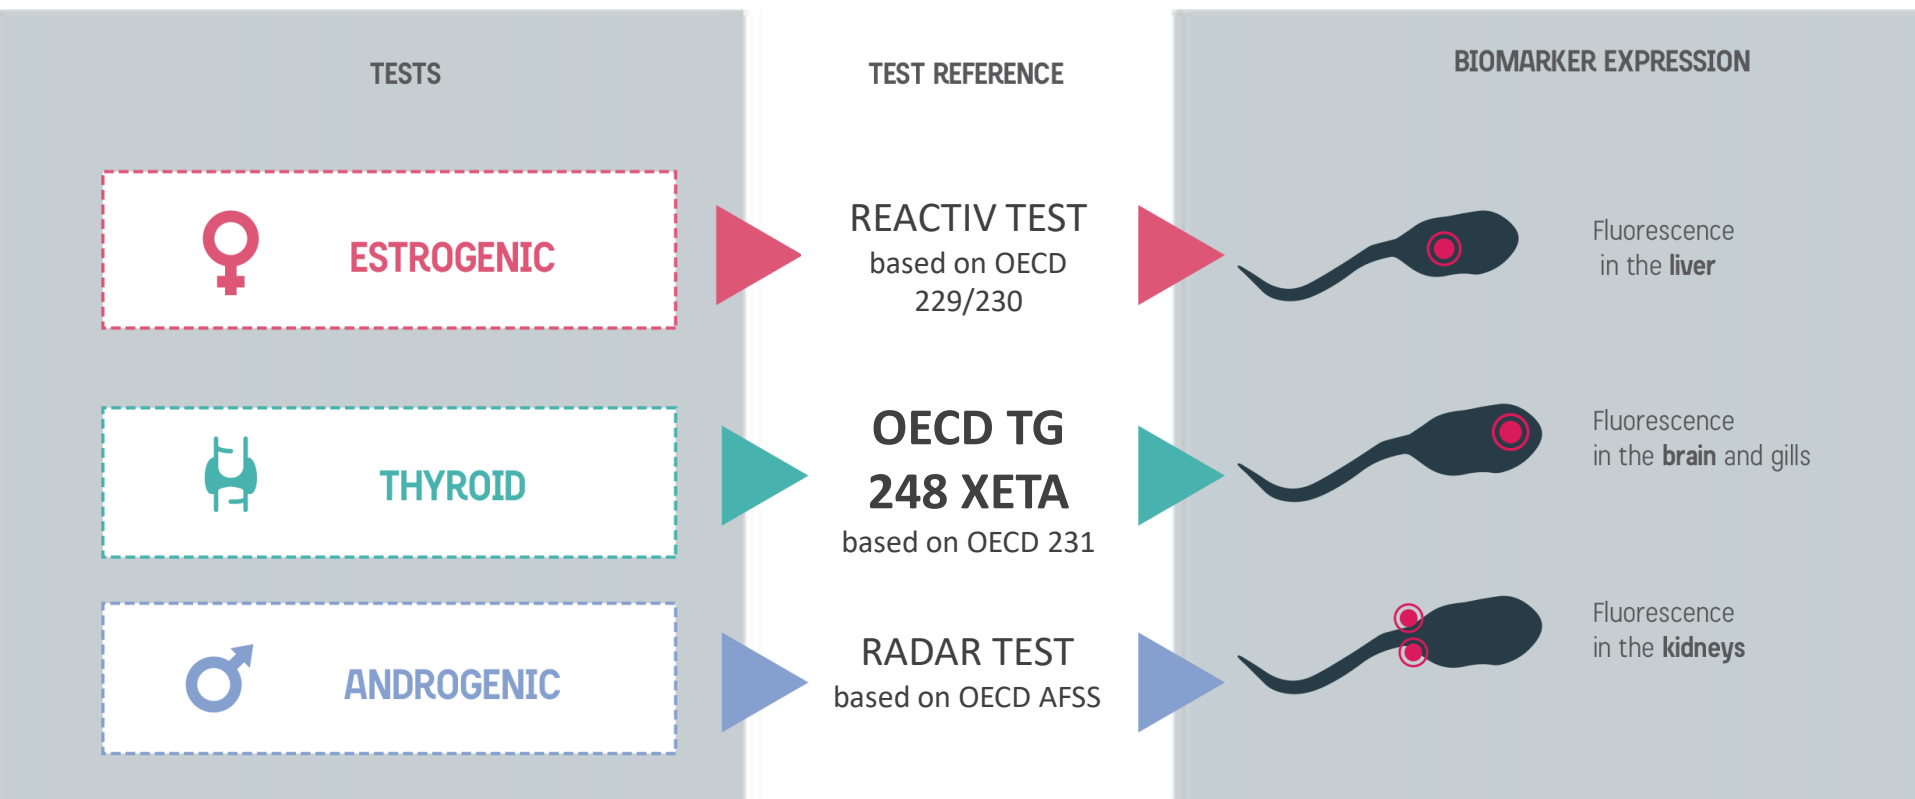 TESTS
TEST REFERENCE
BIOMARKER EXPRESSION
ESTROGENIC
REACTIV TEST
based on OECD
229/230
Fluorescence
in the liver
THYROID
OECD TG
248 XETA
based on OECD 231
Fluorescence
in the brain and gills
ANDROGENIC
RADAR TEST
based on OECD AFSS
Fluorescence
in the kidneys